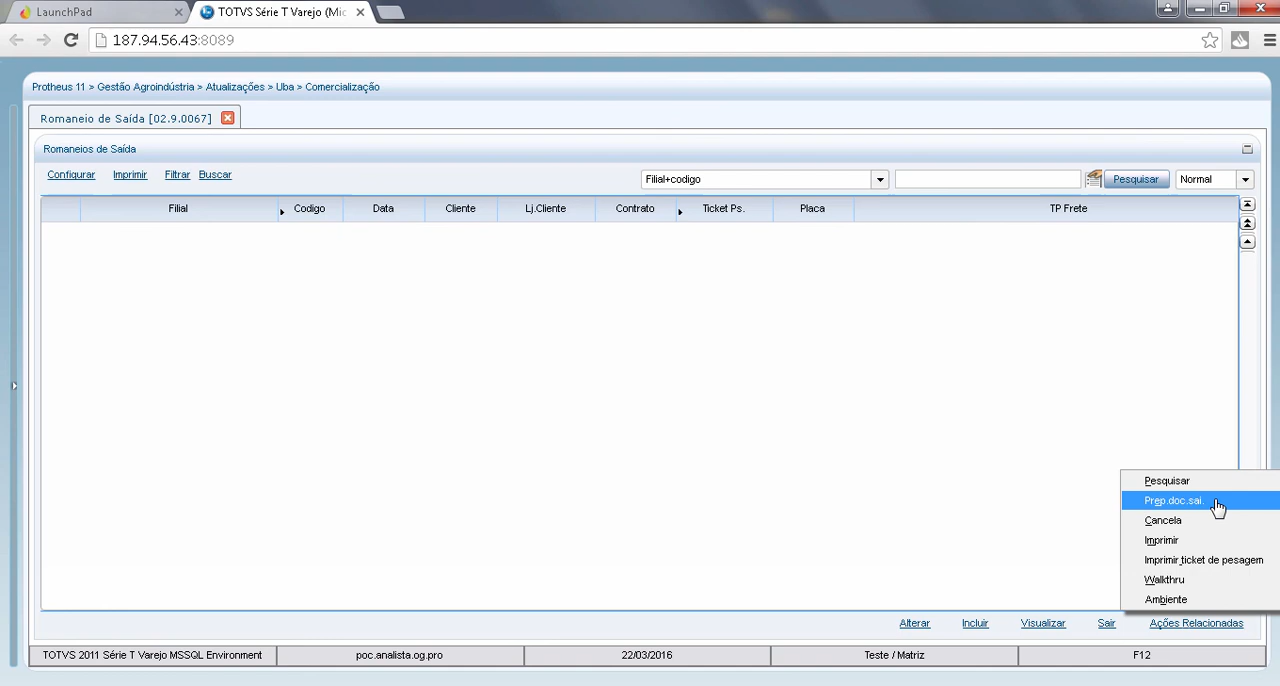 LaunchPad
TOTVS Série T Varejo (Mic
187.94.56.43:8089
Protheus 11 > Gestão Agroindústria > Atualizações > Uba > Comercialização
Romaneio de Saída [02.9.0067]
Romaneios de Saída
Configurar Imprimir Filtrar Buscar Filial+codigo Pesquisar Normal
Filial Codigo Data Cliente Lj.Cliente Contrato Ticket Ps. Placa TP Frete
Pesquisar
Prep.doc.sai.
Cancela
Imprimir
Imprimir ticket de pesagem
Walkthru
Ambiente
Alterar Incluir Visualizar Sair Ações Relacionadas
TOTVS 2011 Série T Varejo MSSQL Environment poc.analista.og.pro 22/03/2016 Teste / Matriz F12